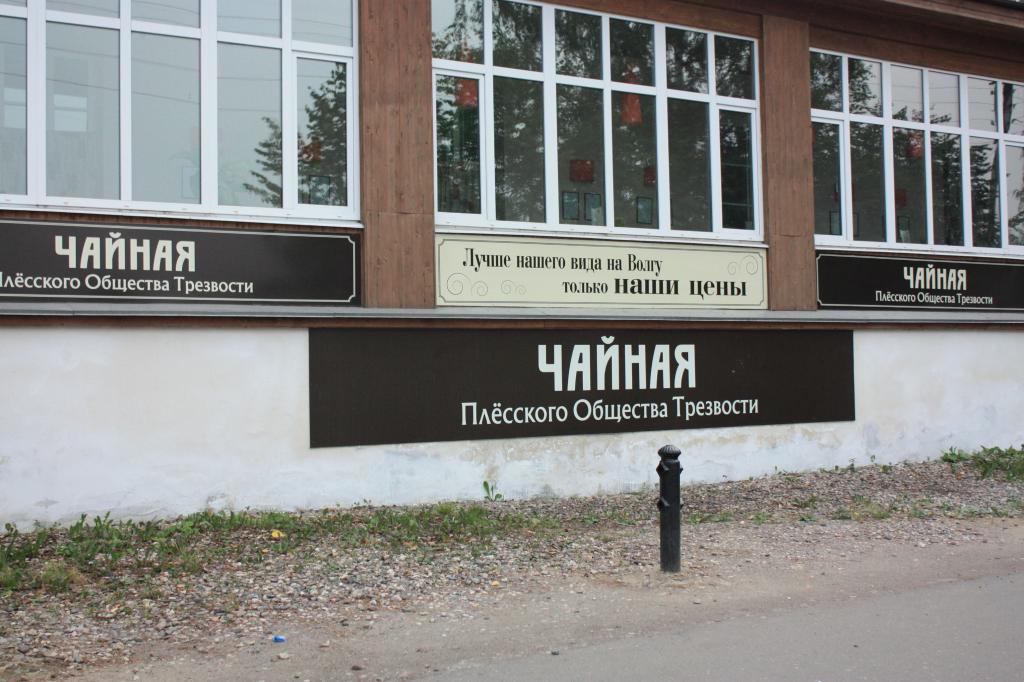 ЧАЙНАЯ
Плёсского Общества Трезвости
Лучше нашего вида на Волгу
только наши цены
ЧАЙНАЯ
Плёсского Общества Трезвости
ЧАЙНАЯ
Плёсского Общества Трезвости